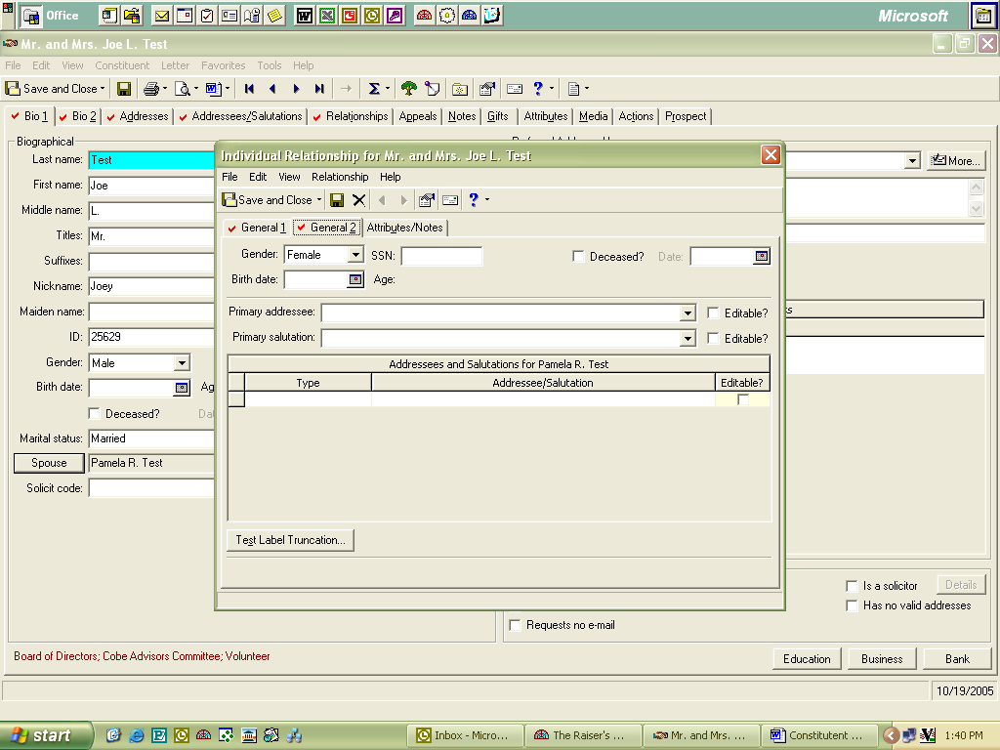 Office
Microsoft
Mr. and Mrs. Joe L. Test
File Edit View Constituent Letter Favorites Tools Help
Save and Close
Bio 1 Bio 2 Addresses Addressees/Salutations Relationships Appeals Notes Gifts Attributes Media Actions Prospect
Biographical
Last name: Test
First name: Joe
Middle name: L.
Titles: Mr.
Suffixes:
Nickname: Joey
Maiden name:
ID: 25629
Gender: Male
Birth date: Ag
Deceased? Dat
Marital status: Married
Spouse Pamela R. Test
Solicit code:
More...
Individual Relationship for Mr. and Mrs. Joe L. Test
File Edit View Relationship Help
Save and Close
General 1 General 2 Attributes/Notes
Gender: Female SSN: Deceased? Date:
Birth date: Age:
Primary addressee: Editable?
Primary salutation: Editable?
Addressees and Salutations for Pamela R. Test
Type Addressee/Salutation Editable?
Test Label Truncation...
Is a solicitor Details
Has no valid addresses
Requests no e-mail
Board of Directors; Cobe Advisors Committee; Volunteer
Education Business Bank
10/19/2005
start Inbox - Micro... The Raiser's ... Mr. and Mrs. ... Constitutent ... 1:40 PM